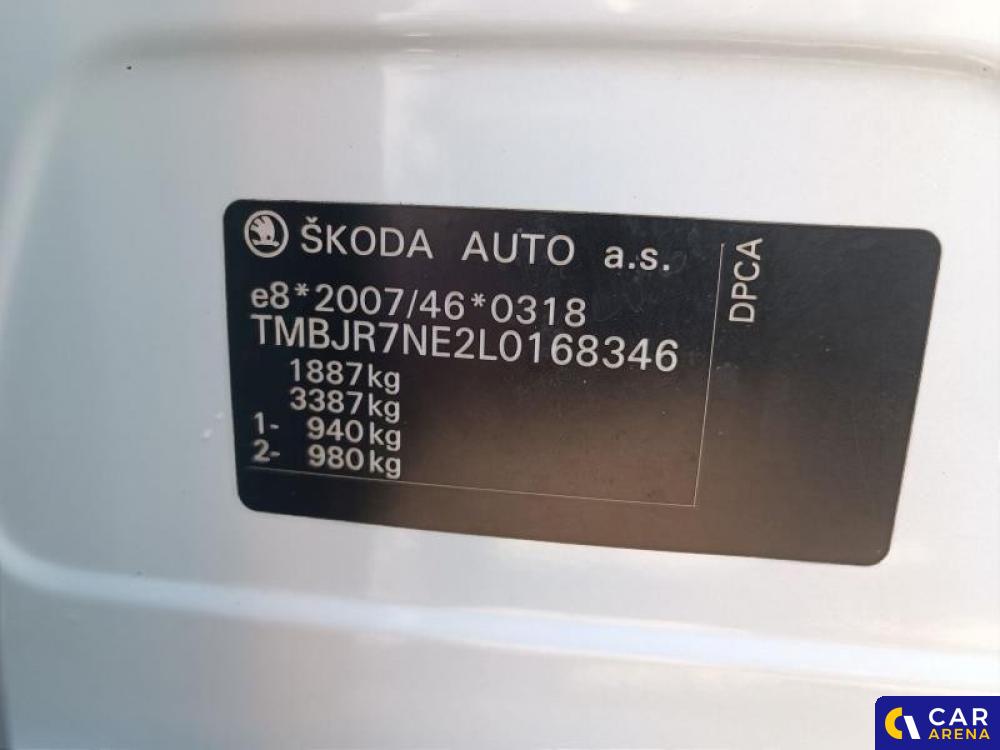 ŠKODA AUTO a.s.
e8*2007/46*0318
TMBJR7NE2L0168346
1887kg
3387kg
1- 940kg
2- 980kg
DPCA
CAR
ARENA